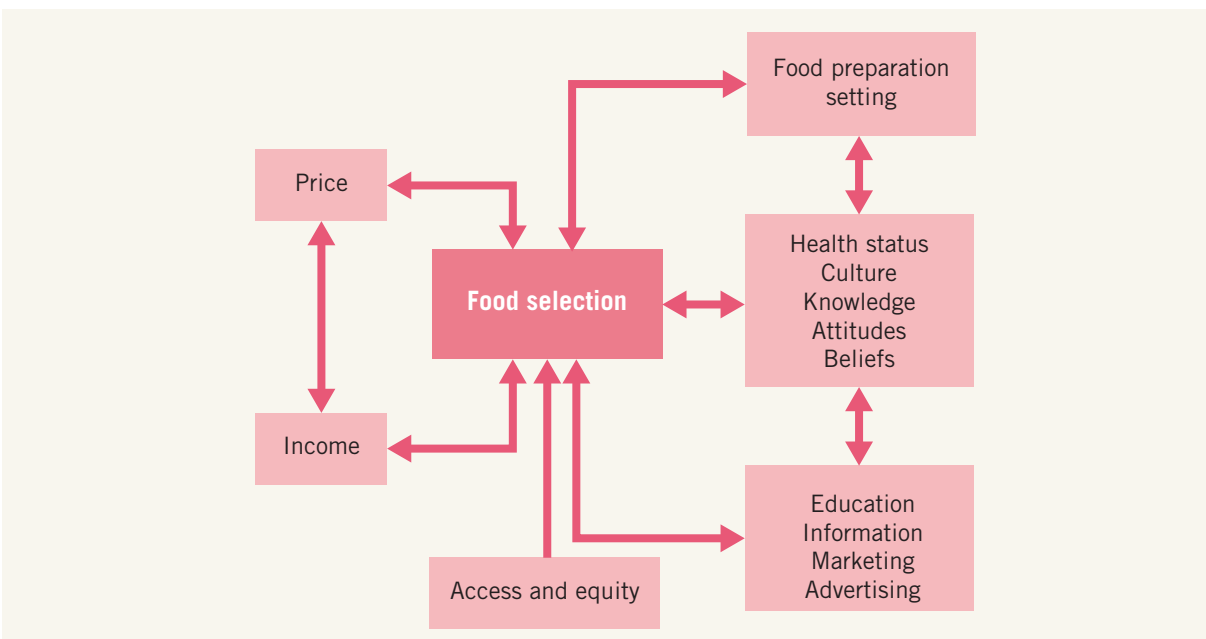 Food preparation
setting
Price
Health status
Culture
Knowledge
Attitudes
Beliefs
Food selection
Income
Education
Information
Marketing
Advertising
Access and equity